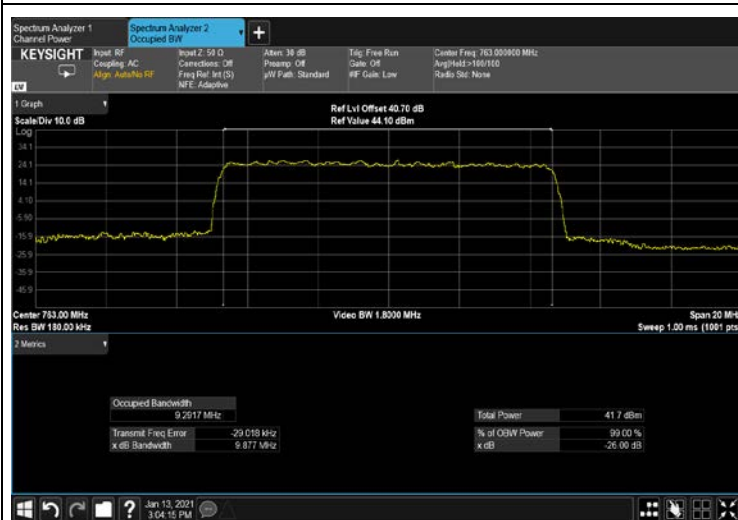 Spectrum Analyzer 1
Channel Power
Spectrum Analyzer 2
Occupied BW
+
KEYSIGHT
Input: RF
Coupling: AC
Align: Auto/No RF
Input Z: 50 Ω
Corrections: Off
Freq Ref: Int (S)
NFE: Adaptive
Atten: 30 dB
Preamp: Off
µW Path: Standard
Trig: Free Run
Gate: Off
#IF Gain: Low
Center Freq: 763.000000 MHz
Avg|Hold:>100/100
Radio Std: None
LXI
1 Graph
Scale/Div 10.0 dB
Ref Lvl Offset 40.70 dB
Ref Value 44.10 dBm
Log
34.1
24.1
14.1
4.10
-5.90
-15.9
-25.9
-35.9
-45.9
Center 763.00 MHz
Video BW 1.8000 MHz
Span 20 MH
Res BW 180.00 kHz
Sweep 1.00 ms (1001 pts
2 Metrics
Occupied Bandwidth
9.2917 MHz
Total Power 41.7 dBm
Transmit Freq Error -29.018 kHz
% of OBW Power 99.00 %
x dB Bandwidth 9.877 MHz
x dB -26.00 dB
?
Jan 13, 2021
3:04:15 PM